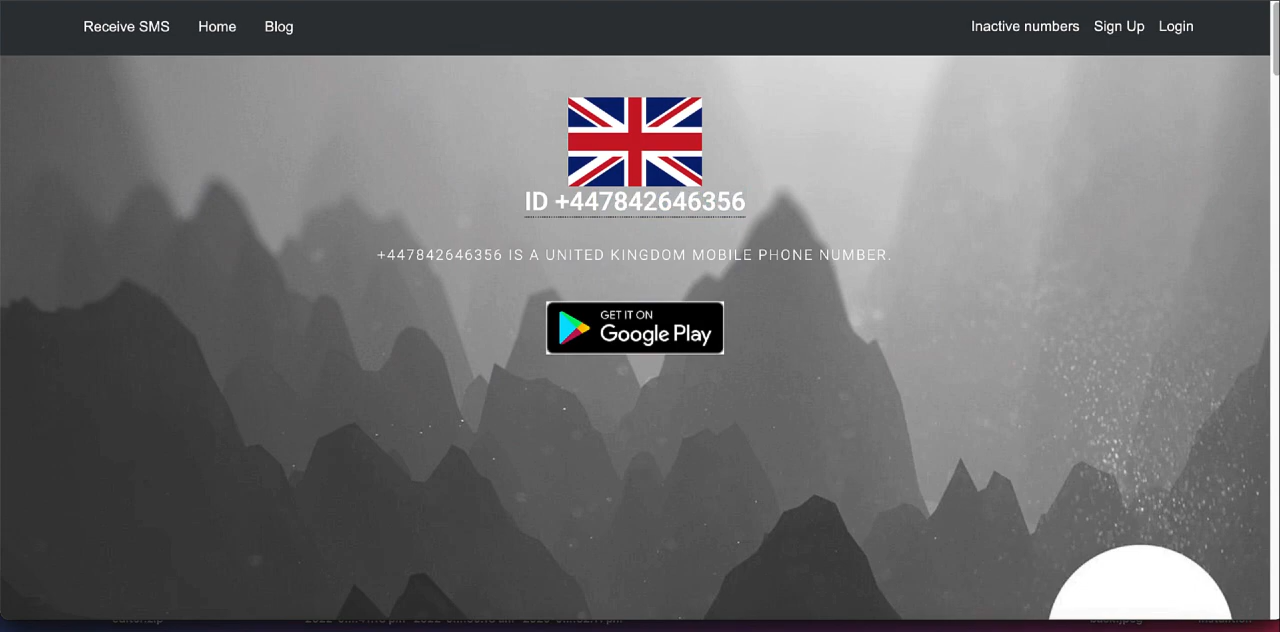 Receive SMS Home Blog Inactive numbers Sign Up Login
ID +447842646356
+447842646356 IS A UNITED KINGDOM MOBILE PHONE NUMBER.
GET IT ON
Google Play